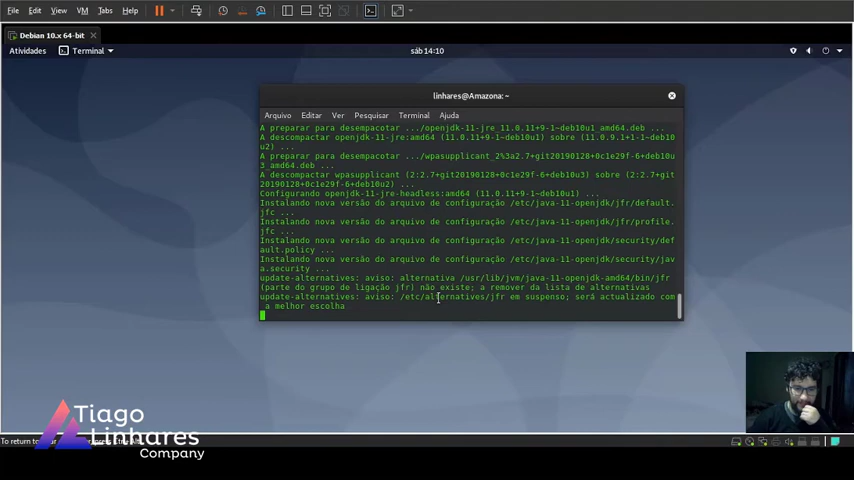 File Edit View VM Tabs Help
Debian 10.x 64-bit
Atividades Terminal sáb 14:10
linhares@Amazona: ~
Arquivo Editar Ver Pesquisar Terminal Ajuda
A preparar para desempacotar .../openjdk-11-jre_11.0.11+9-1~deb10u1_amd64.deb ...
A descompactar openjdk-11-jre:amd64 (11.0.11+9-1~deb10u1) sobre (11.0.9.1+1-1~deb10
u2) ...
A preparar para desempacotar .../wpasupplicant_2%3a2.7+git20190128+0c1e29f-6+deb10u
3_amd64.deb ...
A descompactar wpasupplicant (2:2.7+git20190128+0c1e29f-6+deb10u3) sobre (2:2.7+git
20190128+0c1e29f-6+deb10u2) ...
Configurando openjdk-11-jre-headless:amd64 (11.0.11+9-1~deb10u1) ...
Instalando nova versão do arquivo de configuração /etc/java-11-openjdk/jfr/default.
jfc ...
Instalando nova versão do arquivo de configuração /etc/java-11-openjdk/jfr/profile.
jfc ...
Instalando nova versão do arquivo de configuração /etc/java-11-openjdk/security/def
ault.policy ...
Instalando nova versão do arquivo de configuração /etc/java-11-openjdk/security/jav
a.security ...
update-alternatives: aviso: alternativa /usr/lib/jvm/java-11-openjdk-amd64/bin/jfr
(parte do grupo de ligação jfr) não existe; a remover da lista de alternativas
update-alternatives: aviso: /etc/alternatives/jfr em suspenso; será actualizado com
a melhor escolha
Tiago
Linhares
Company
To return to
press Ctrl+Alt